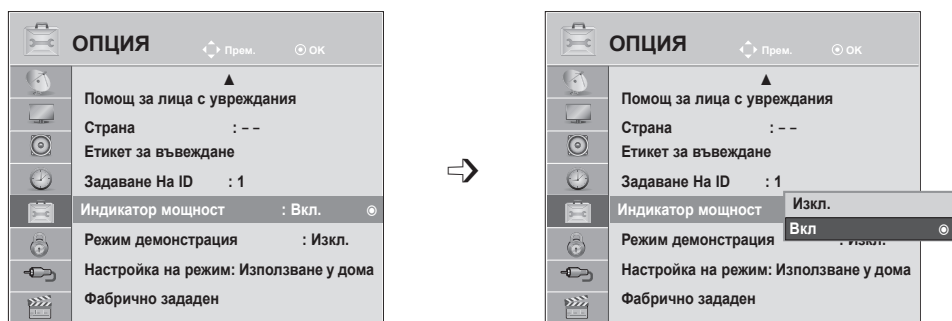 ОПЦИЯ Прем. OK
Помощ за лица с увреждания
Страна : – –
Етикет за въвеждане
Задаване На ID : 1
Индикатор мощност : Вкл.
Режим демонстрация : Изкл.
Настройка на режим: Използване у дома
Фабрично зададен
ОПЦИЯ Прем. OK
Помощ за лица с увреждания
Страна : – –
Етикет за въвеждане
Задаване На ID : 1
Индикатор мощност
Изкл.
Вкл
Режим демонстрация : Изкл.
Настройка на режим: Използване у дома
Фабрично зададен